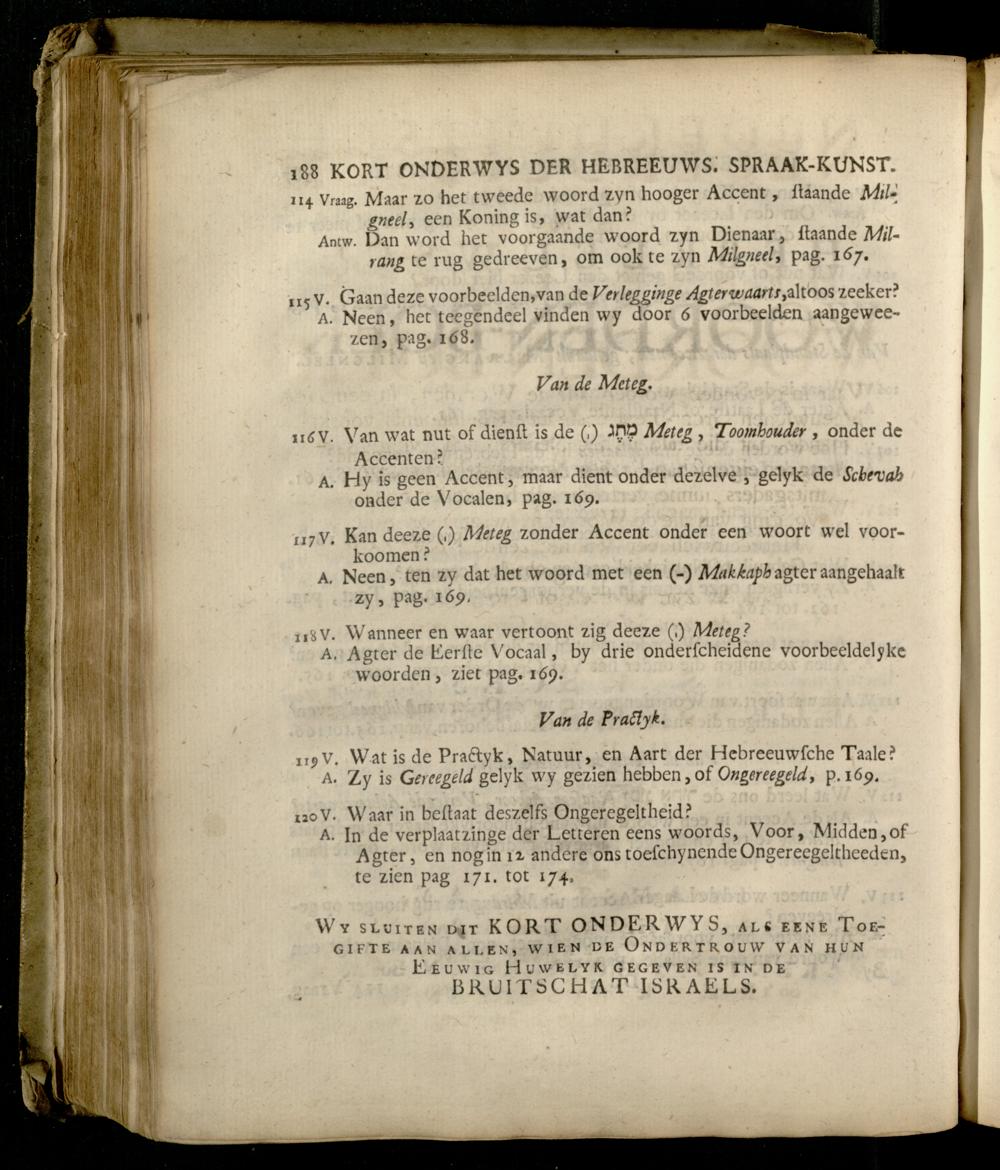 188 KORT ONDERWYS DER HEBREEUWS. SPRAAK-KUNST.
114 Vraag. Maar zo het tweede woord zyn hooger Accent, ſtaande Mil-
gneel, een Koning is, wat dan?
Antw. Dan word het voorgaande woord zyn Dienaar, ſtaande Mil-
rang te rug gedreeven, om ook te zyn Milgneel, pag. 167.
115 V. Gaan deze voorbeelden, van de Verlegginge Agterwaarts, altoos zeeker?
A. Neen, het teegendeel vinden wy door 6 voorbeelden aangewee-
zen, pag. 168.
Van de Meteg.
116 V. Van wat nut of dienſt is de (ֽ) מֶתֶג Meteg, Toomhouder, onder de
Accenten?
A. Hy is geen Accent, maar dient onder dezelve, gelyk de Schevah
onder de Vocalen, pag. 169.
117 V. Kan deeze (ֽ) Meteg zonder Accent onder een woort wel voor-
koomen?
A. Neen, ten zy dat het woord met een (-) Makkaph agter aangehaalt
zy, pag. 169.
118 V. Wanneer en waar vertoont zig deeze (ֽ) Meteg?
A. Agter de Eerſte Vocaal, by drie onderſcheidene voorbeeldelyke
woorden, ziet pag. 169.
Van de Practyk.
119 V. Wat is de Practyk, Natuur, en Aart der Hebreeuwſche Taale?
A. Zy is Gereegeld gelyk wy gezien hebben, of Ongereegeld, p. 169.
120 V. Waar in beſtaat deszelfs Ongeregeltheid?
A. In de verplaatzinge der Letteren eens woords, Voor, Midden, of
Agter, en nog in 12 andere ons toeſchynende Ongereegeltheeden,
te zien pag 171. tot 174.
WY SLUITEN DIT KORT ONDERWYS, ALS EENE TOE-
GIFTE AAN ALLEN, WIEN DE ONDERTROUW VAN HUN
EEUWIG HUWELYK GEGEVEN IS IN DE
BRUITSCHAT ISRAELS.